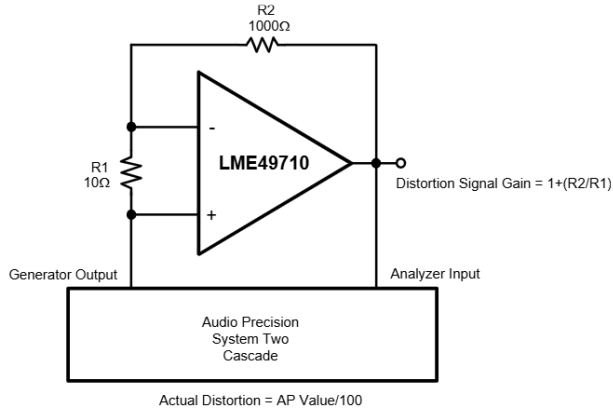 R2
1000Ω
-
LME49710
R1
10Ω
+
Distortion Signal Gain = 1+(R2/R1)
Generator Output
Analyzer Input
Audio Precision
System Two
Cascade
Actual Distortion = AP Value/100